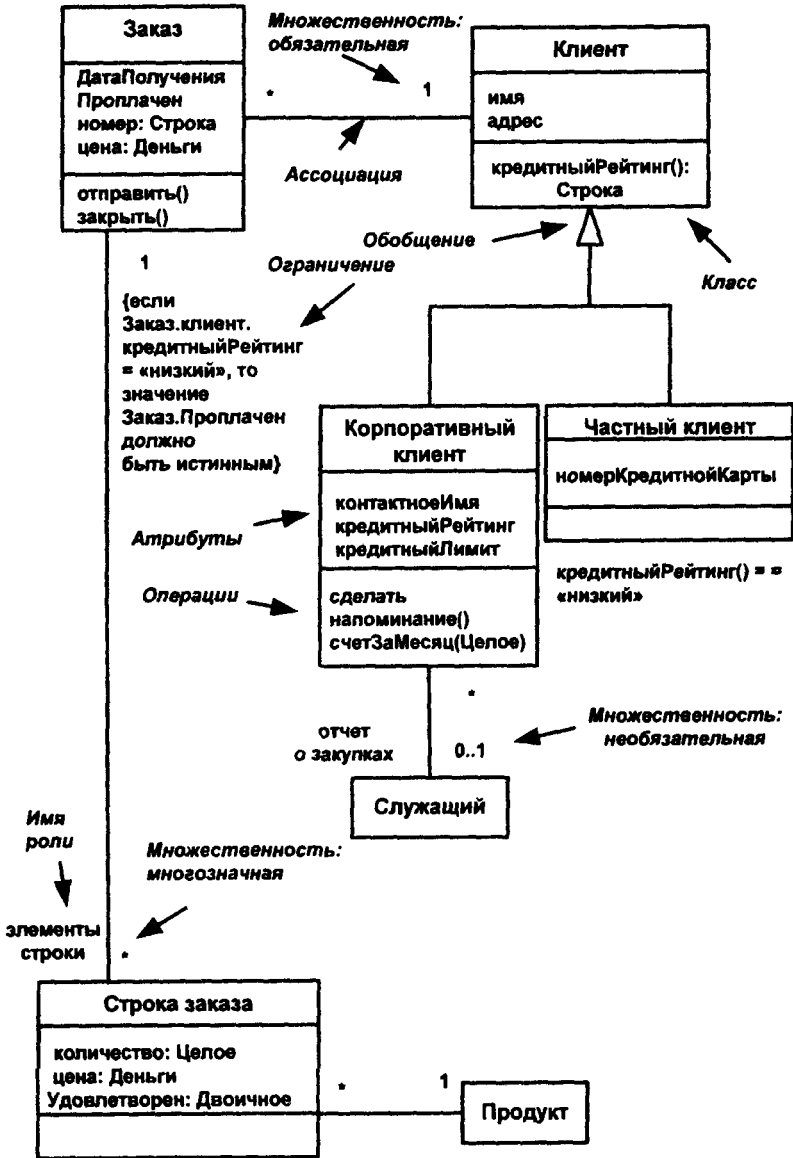 Заказ
ДатаПолучения
Проплачен
номер: Строка
цена: Деньги
отправить()
закрыть()
Множественность:
обязательная
*
1
Ассоциация
Клиент
имя
адрес
кредитныйРейтинг():
Строка
Обобщение
Класс
1
Ограничение
{если
Заказ.клиент.
кредитныйРейтинг
= «низкий», то
значение
Заказ.Проплачен
должно
быть истинным}
Корпоративный
клиент
контактноеИмя
кредитныйРейтинг
кредитныйЛимит
сделать
напоминание()
счетЗаМесяц(Целое)
Атрибуты
Операции
Частный клиент
номерКредитнойКарты
кредитныйРейтинг() = =
«низкий»
*
отчет
о закупках
0..1
Множественность:
необязательная
Служащий
Имя
роли
Множественность:
многозначная
элементы
строки
*
Строка заказа
количество: Целое
цена: Деньги
Удовлетворен: Двоичное
*
1
Продукт